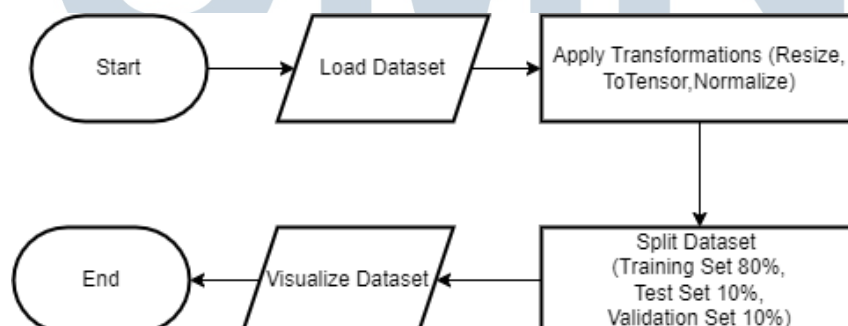 Start
Load Dataset
Apply Transformations (Resize,
ToTensor,Normalize)
Split Dataset
(Training Set 80%,
Test Set 10%,
Validation Set 10%)
Visualize Dataset
End